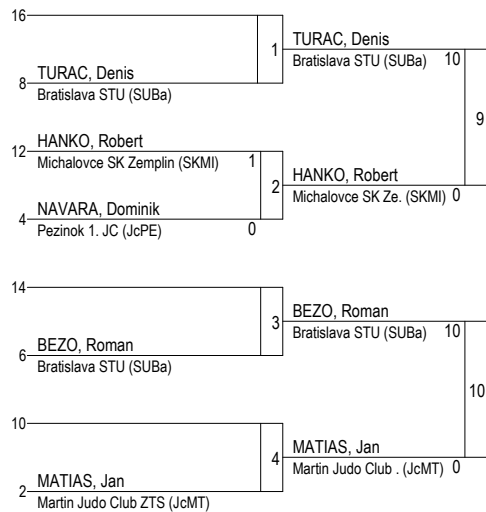 16
1
TURAC, Denis
Bratislava STU (SUBa) 10
TURAC, Denis
8
Bratislava STU (SUBa)
9
HANKO, Robert
12
Michalovce SK Zemplin (SKMI) 1
2
HANKO, Robert
Michalovce SK Ze. (SKMI) 0
NAVARA, Dominik
4
Pezinok 1. JC (JcPE) 0
14
3
BEZO, Roman
Bratislava STU (SUBa) 10
BEZO, Roman
6
Bratislava STU (SUBa)
10
10
4
MATIAS, Jan
Martin Judo Club . (JcMT) 0
MATIAS, Jan
2
Martin Judo Club ZTS (JcMT)